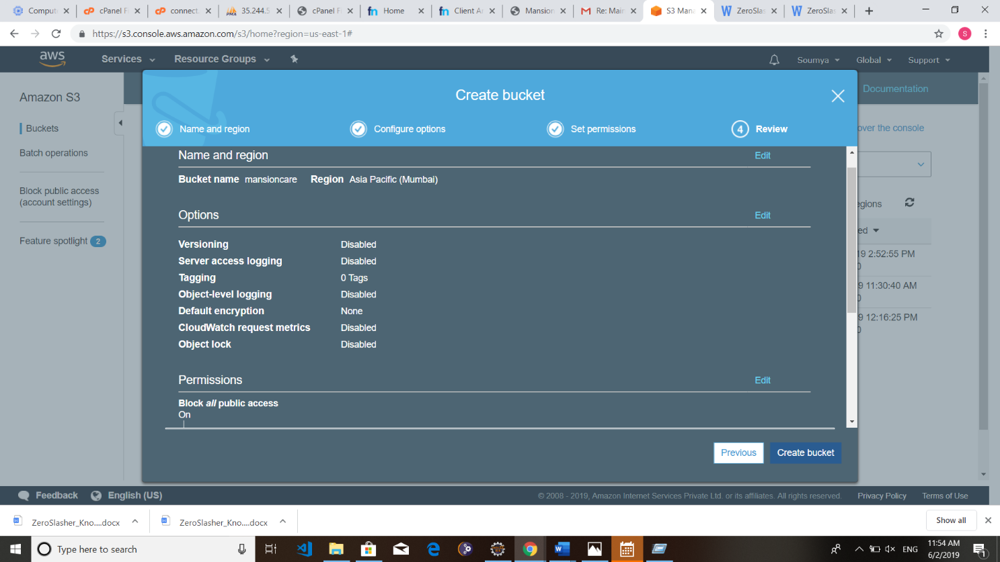 Comput
cPanel F
connect.
35.244.5
cPanel F
Home
Client A
Mansion
Re: Mair
S3 Mana
ZeroSlas
ZeroSlas
https://s3.console.aws.amazon.com/s3/home?region=us-east-1#
S
aws
Services
Resource Groups
Soumya
Global
Support
Amazon S3
Buckets
Batch operations
Block public access
(account settings)
Feature spotlight 2
Documentation
over the console
egions
ed
19 2:52:55 PM
9 11:30:40 AM
9 12:16:25 PM
Create bucket
Name and region
Configure options
Set permissions
4 Review
Name and region Edit
Bucket name mansioncare Region Asia Pacific (Mumbai)
Options Edit
Versioning Disabled
Server access logging Disabled
Tagging 0 Tags
Object-level logging Disabled
Default encryption None
CloudWatch request metrics Disabled
Object lock Disabled
Permissions Edit
Block all public access
On
Previous
Create bucket
Feedback
English (US)
© 2008 - 2019, Amazon Internet Services Private Ltd. or its affiliates. All rights reserved.
Privacy Policy
Terms of Use
ZeroSlasher_Kno....docx
ZeroSlasher_Kno....docx
Show all
Type here to search
ENG
11:54 AM
6/2/2019
1